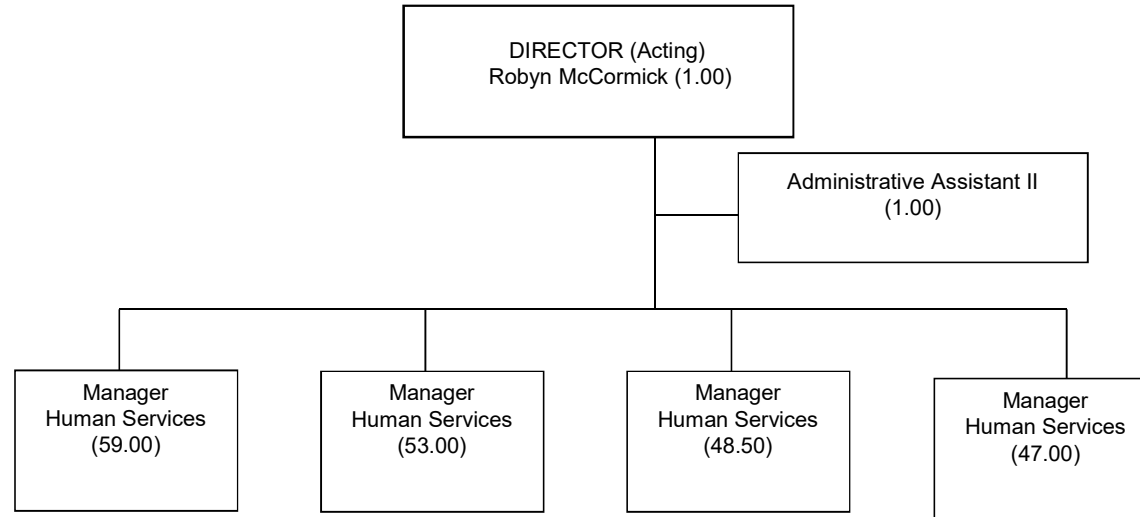 DIRECTOR (Acting)
Robyn McCormick (1.00)
Administrative Assistant II
(1.00)
Manager
Human Services
(59.00)
Manager
Human Services
(53.00)
Manager
Human Services
(48.50)
Manager
Human Services
(47.00)